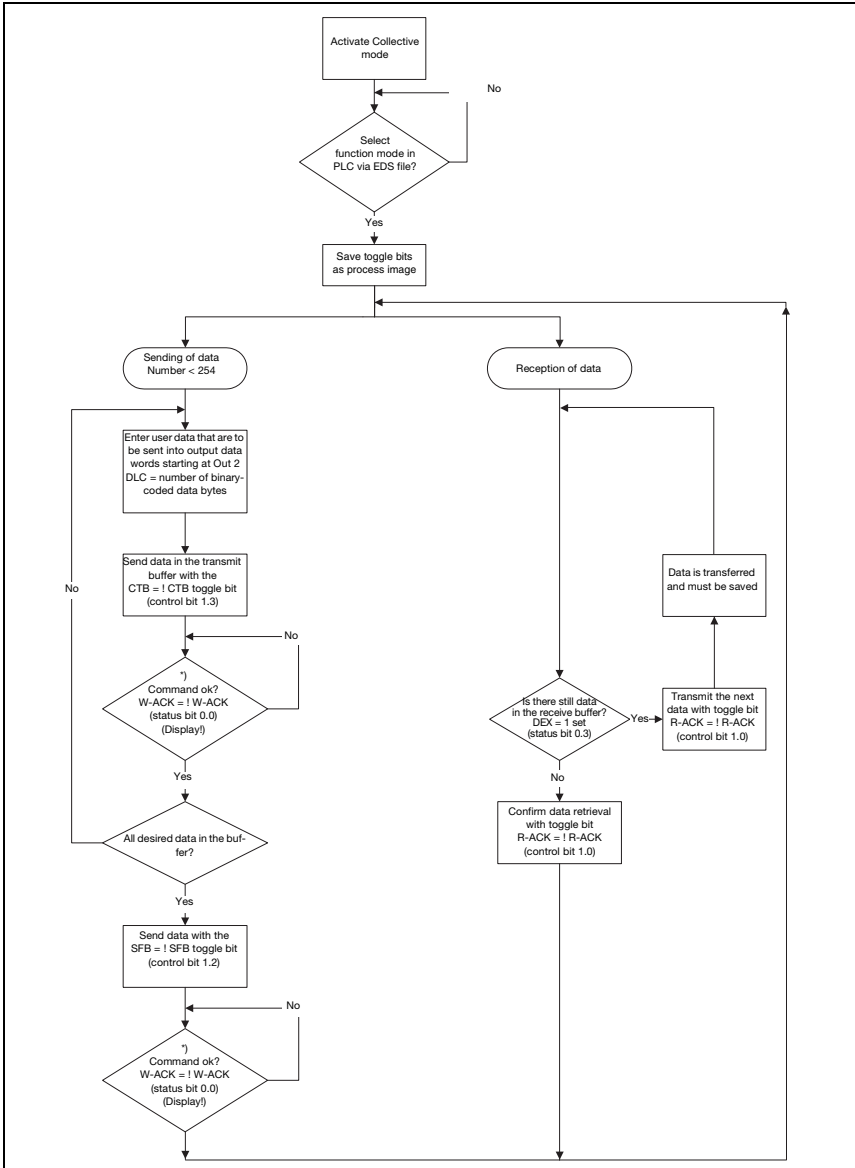 Activate Collective
mode
No
Select
function mode in
PLC via EDS file?
Yes
Save toggle bits
as process image
Sending of data
Number < 254
Enter user data that are to
be sent into output data
words starting at Out 2
DLC = number of binary-
coded data bytes
Send data in the transmit
buffer with the
CTB = ! CTB toggle bit
(control bit 1.3)
No
No
*)
Command ok?
W-ACK = ! W-ACK
(status bit 0.0)
(Display!)
Yes
All desired data in the buf-
fer?
Yes
Send data with the
SFB = ! SFB toggle bit
(control bit 1.2)
No
*)
Command ok?
W-ACK = ! W-ACK
(status bit 0.0)
(Display!)
Reception of data
Data is transferred
and must be saved
Is there still data
in the receive buffer?
DEX = 1 set
(status bit 0.3)
Yes
Transmit the next
data with toggle bit
R-ACK = ! R-ACK
(control bit 1.0)
No
Confirm data retrieval
with toggle bit
R-ACK = ! R-ACK
(control bit 1.0)